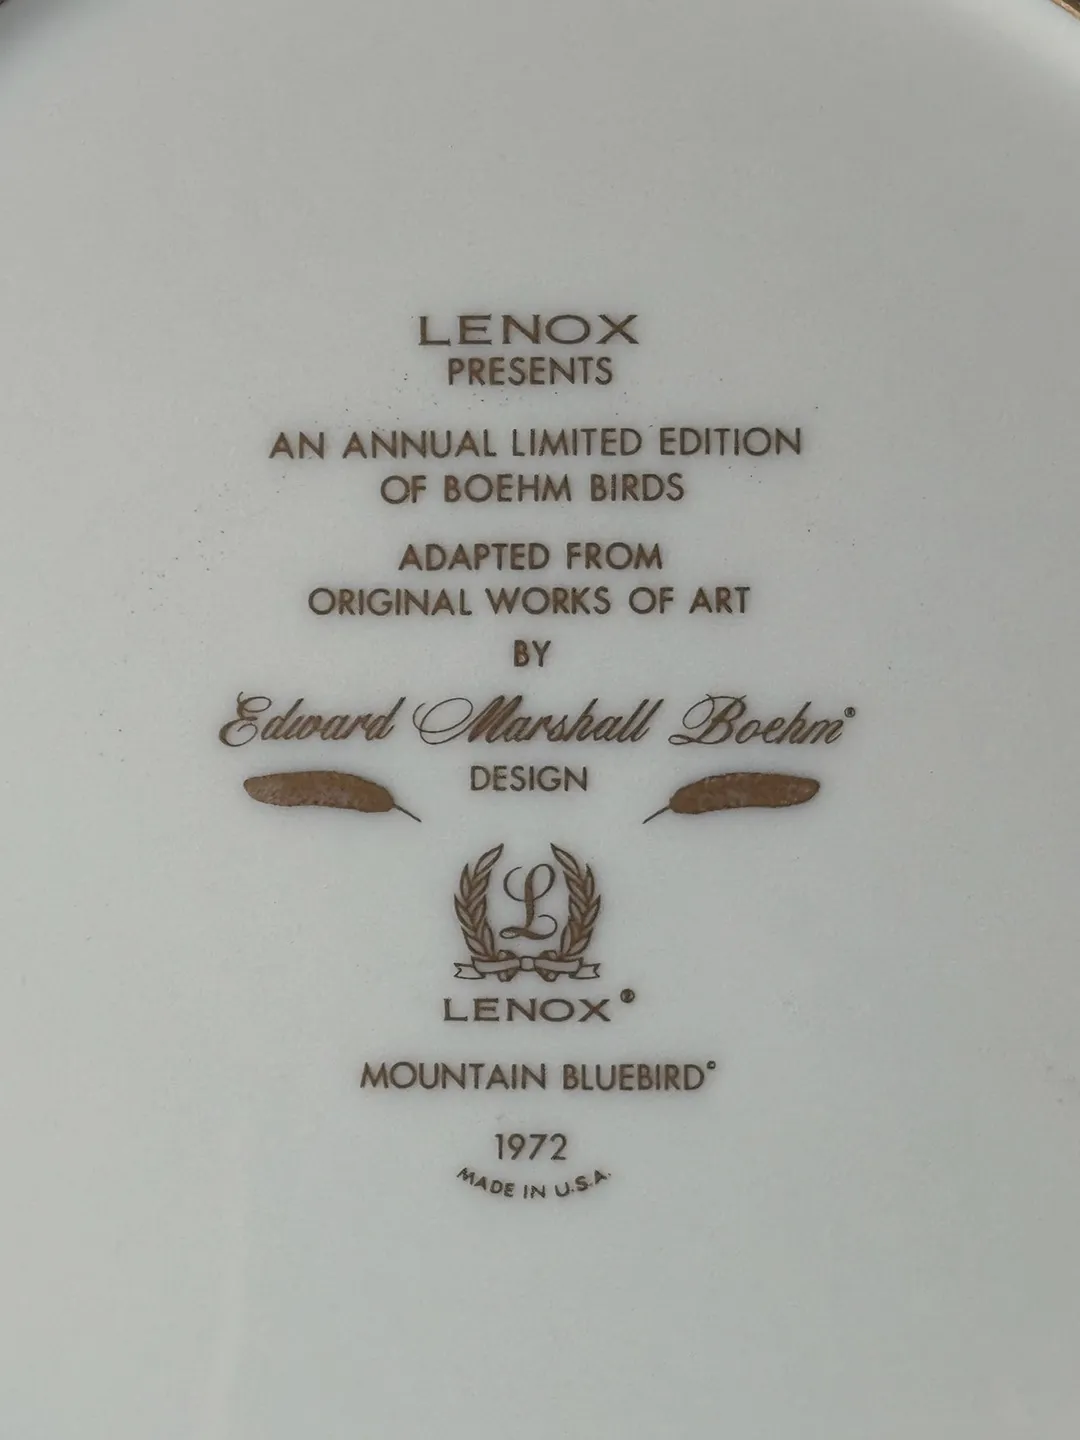 LENOX
PRESENTS
AN ANNUAL LIMITED EDITION
OF BOEHM BIRDS
ADAPTED FROM
ORIGINAL WORKS OF ART
BY
Edward Marshall Boehm®
DESIGN
L
LENOX®
MOUNTAIN BLUEBIRD©
1972
MADE IN U.S.A.